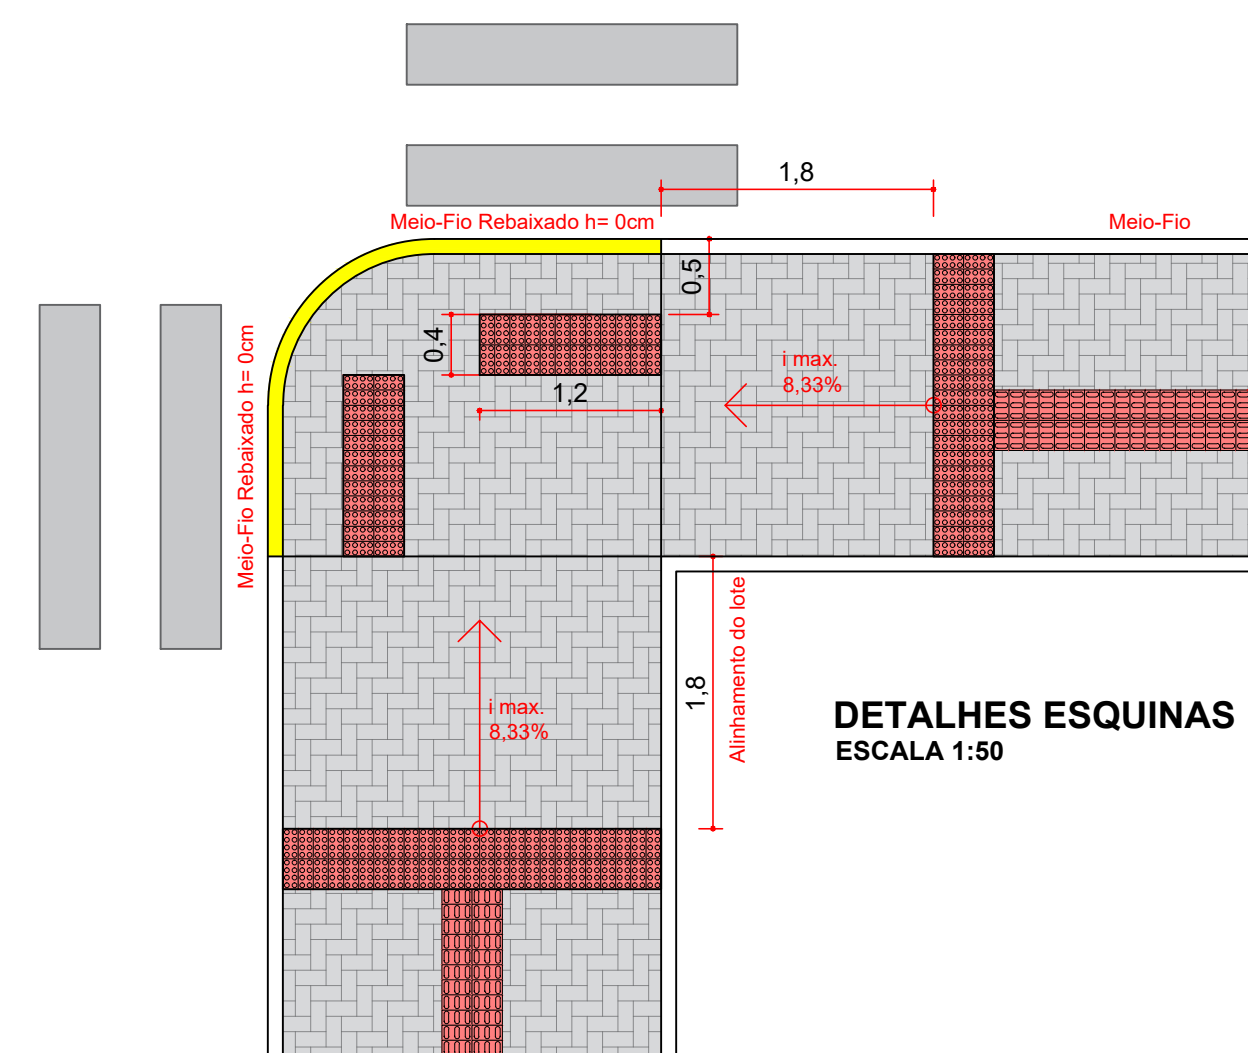 1,8
Meio-Fio Rebaixado h= 0cm
Meio-Fio
0,5
0,4
i max.
8,33%
1,2
Meio-Fio Rebaixado h= 0cm
Alinhamento do lote
1,8
i max.
8,33%
DETALHES ESQUINAS
ESCALA 1:50